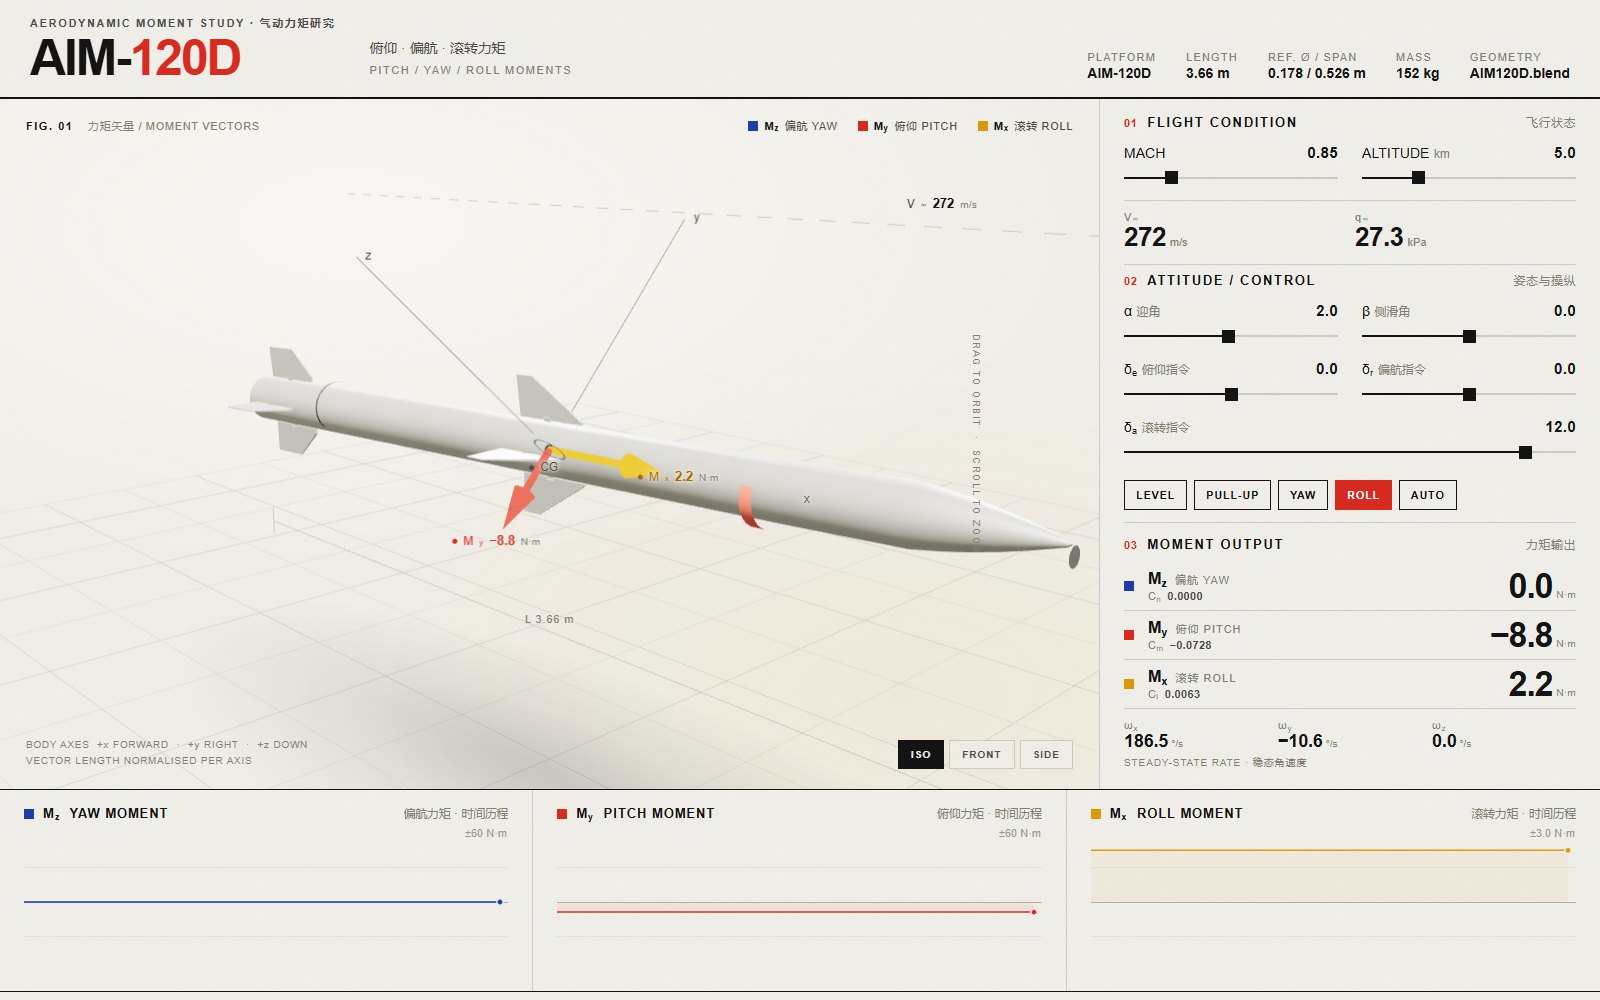 AERODYNAMIC MOMENT STUDY · 气动力矩研究
AIM-120D
俯仰 · 偏航 · 滚转力矩
PITCH / YAW / ROLL MOMENTS
PLATFORM LENGTH REF. Ø / SPAN MASS GEOMETRY
AIM-120D 3.66 m 0.178 / 0.526 m 152 kg AIM120D.blend
FIG. 01 力矩矢量 / MOMENT VECTORS
Mz 偏航 YAW My 俯仰 PITCH Mx 滚转 ROLL
V∞ 272 m/s
y
z
CG
Mx 2.2 N·m
x
My −8.8 N·m
L 3.66 m
DRAG TO ORBIT · SCROLL TO ZOOM
BODY AXES +x FORWARD · +y RIGHT · +z DOWN
VECTOR LENGTH NORMALISED PER AXIS
ISO FRONT SIDE
01 FLIGHT CONDITION 飞行状态
MACH 0.85 ALTITUDE km 5.0
V∞ q∞
272 m/s 27.3 kPa
02 ATTITUDE / CONTROL 姿态与操纵
α 迎角 2.0 β 侧滑角 0.0
δe 俯仰指令 0.0 δr 偏航指令 0.0
δa 滚转指令 12.0
LEVEL PULL-UP YAW ROLL AUTO
03 MOMENT OUTPUT 力矩输出
Mz 偏航 YAW 0.0 N·m
Cn 0.0000
My 俯仰 PITCH −8.8 N·m
Cm −0.0728
Mx 滚转 ROLL 2.2 N·m
Cl 0.0063
ωx ωy ωz
186.5 °/s −10.6 °/s 0.0 °/s
STEADY-STATE RATE · 稳态角速度
Mz YAW MOMENT 偏航力矩 · 时间历程
±60 N·m
My PITCH MOMENT 俯仰力矩 · 时间历程
±60 N·m
Mx ROLL MOMENT 滚转力矩 · 时间历程
±3.0 N·m